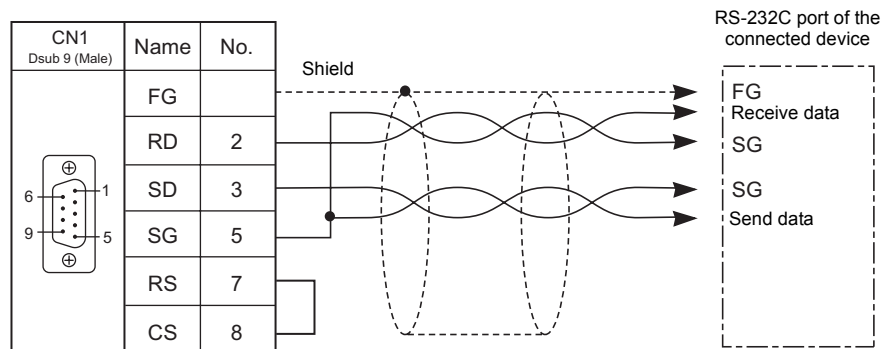 RS-232C port of the
connected device
CN1
Dsub 9 (Male)
Name
No.
Shield
FG
RD
2
SD
3
SG
5
RS
7
CS
8
6
1
9
5
FG
Receive data
SG
SG
Send data